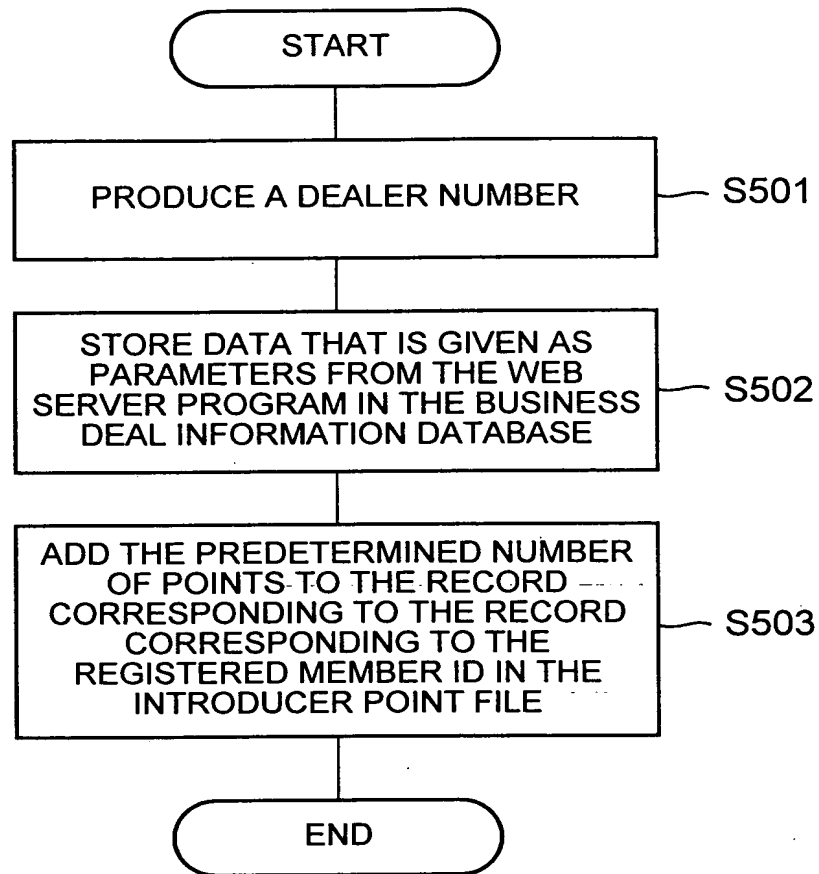 START
PRODUCE A DEALER NUMBER
S501
STORE DATA THAT IS GIVEN AS
PARAMETERS FROM THE WEB
SERVER PROGRAM IN THE BUSINESS
DEAL INFORMATION DATABASE
S502
ADD THE PREDETERMINED NUMBER
OF POINTS TO THE RECORD
CORRESPONDING TO THE RECORD
CORRESPONDING TO THE
REGISTERED MEMBER ID IN THE
INTRODUCER POINT FILE
S503
END